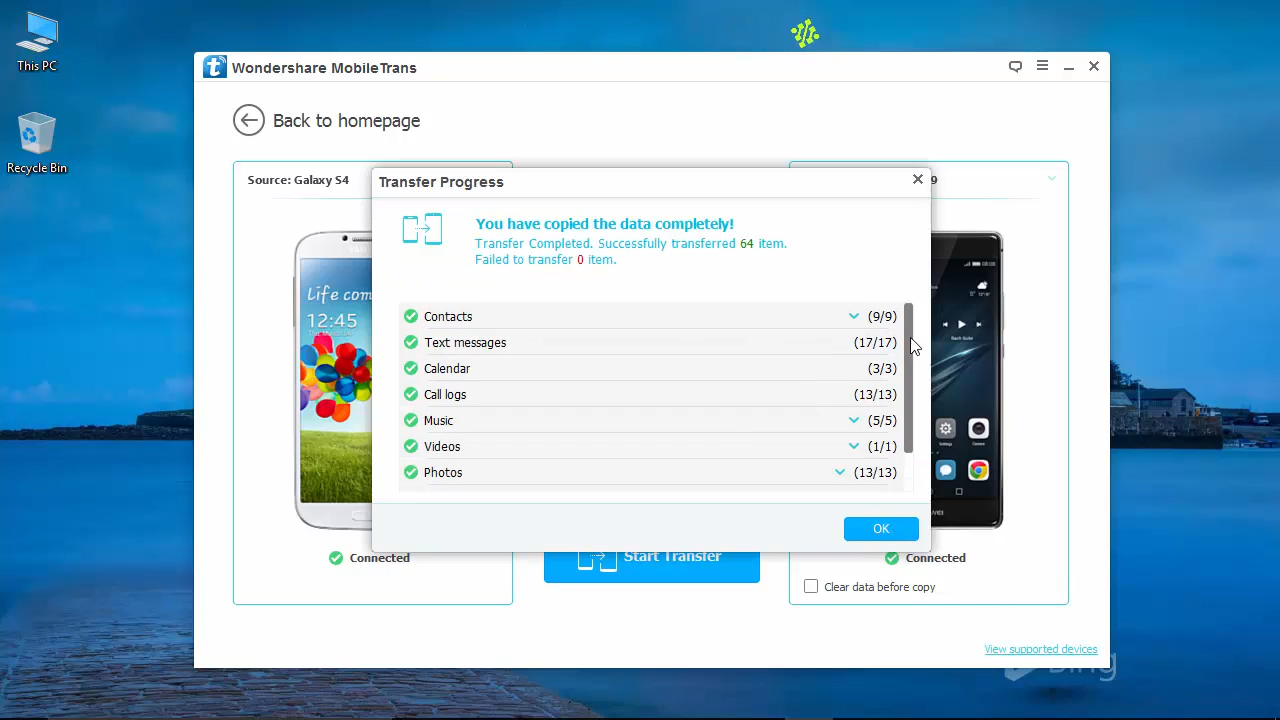 This PC
Recycle Bin
Wondershare MobileTrans
Back to homepage
Source: Galaxy S4
9
Transfer Progress
You have copied the data completely!
Transfer Completed. Successfully transferred 64 item.
Failed to transfer 0 item.
Contacts (9/9)
Text messages (17/17)
Calendar (3/3)
Call logs (13/13)
Music (5/5)
Videos (1/1)
Photos (13/13)
OK
Life com
12:45
Connected
Start Transfer
Connected
Clear data before copy
View supported devices
Bing